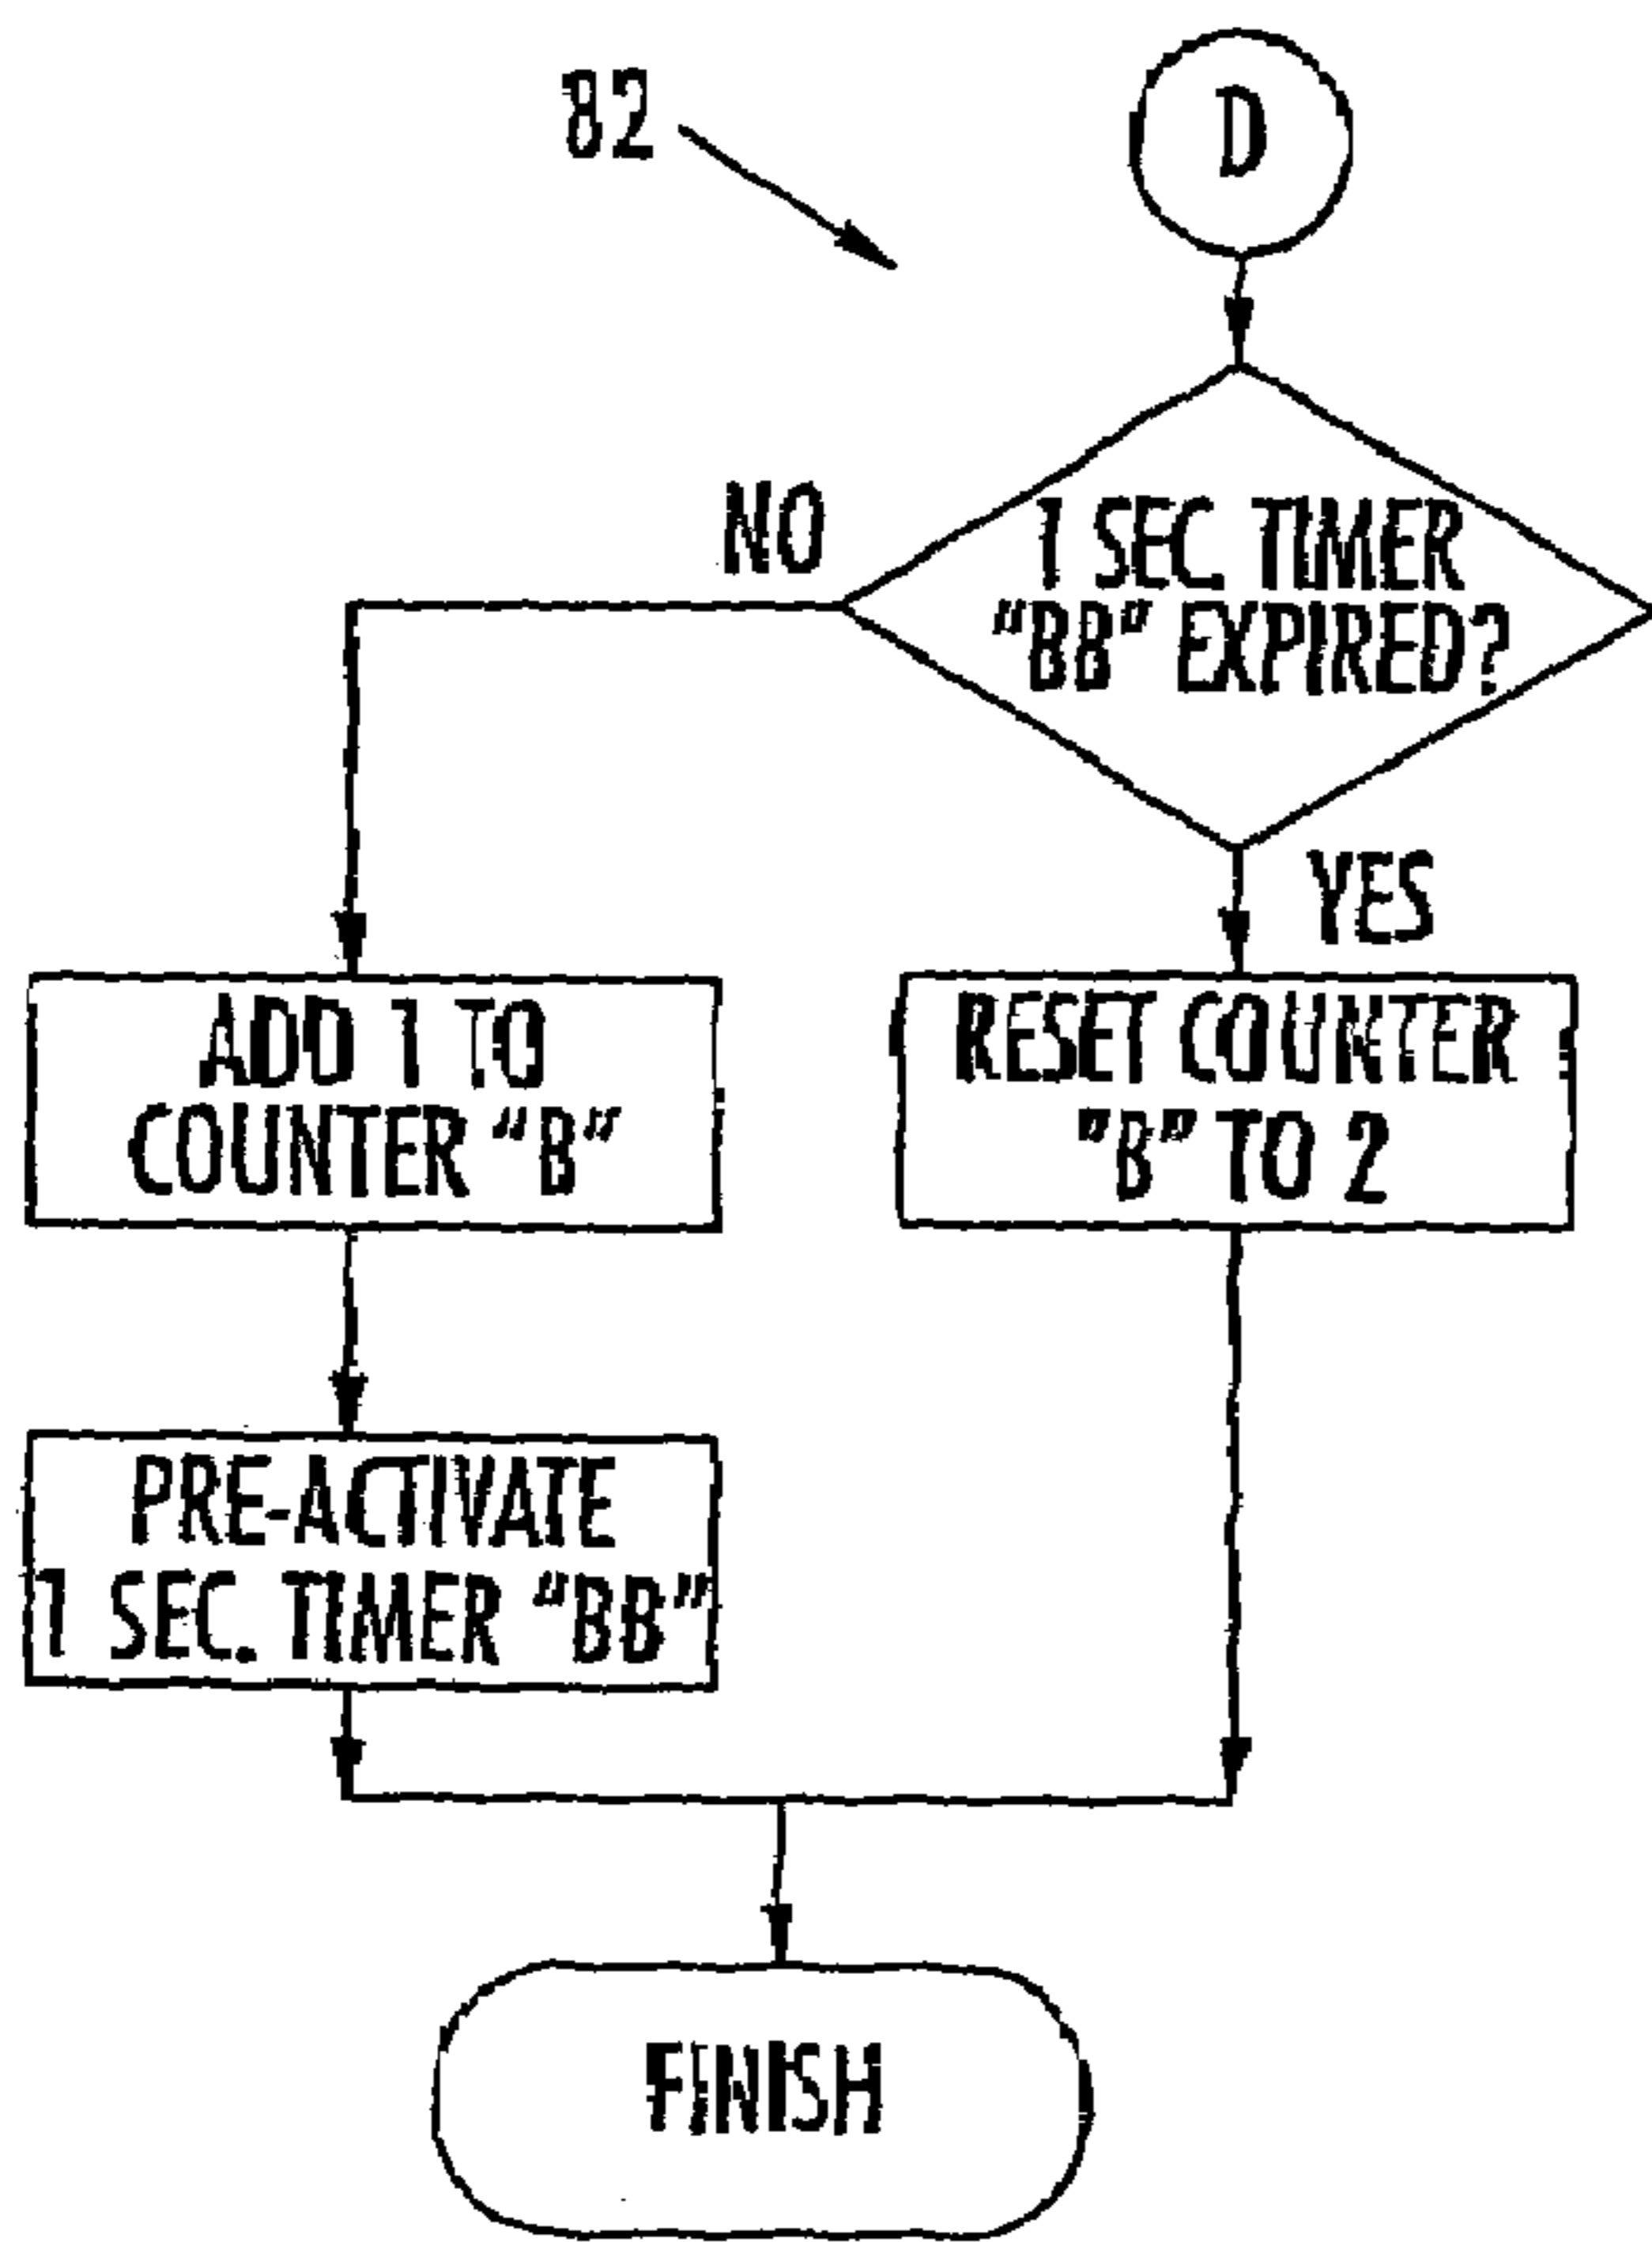 82
D
1 SEC TIMER
"BB" EXPIRED?
NO
YES
ADD 1 TO
COUNTER "B"
RESET COUNTER
"B" TO 2
PRE-ACTIVATE
1 SEC. TIMER "BB"
FINISH